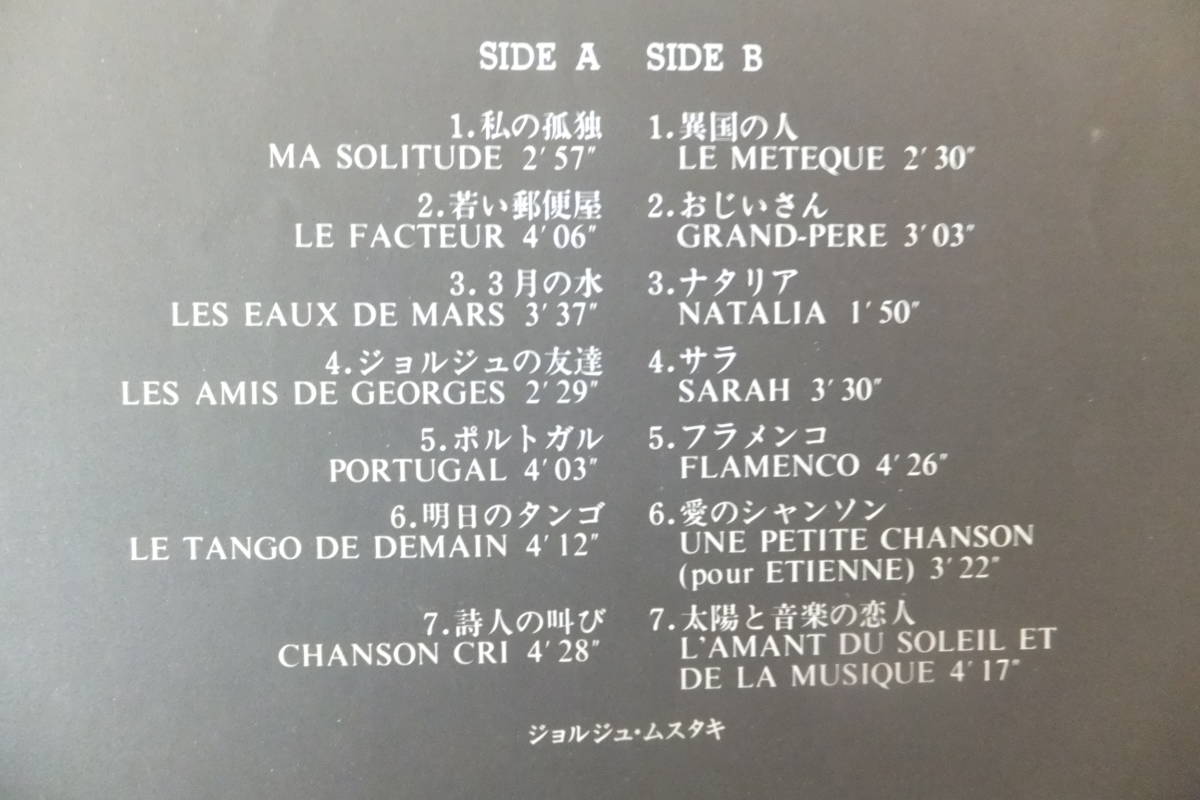 SIDE A
1.私の孤独
MA SOLITUDE 2′57″
2.若い郵便屋
LE FACTEUR 4′06″
3.3月の水
LES EAUX DE MARS 3′37″
4.ジョルジュの友達
LES AMIS DE GEORGES 2′29″
5.ポルトガル
PORTUGAL 4′03″
6.明日のタンゴ
LE TANGO DE DEMAIN 4′12″
7.詩人の叫び
CHANSON CRI 4′28″
SIDE B
1.異国の人
LE METEQUE 2′30″
2.おじいさん
GRAND-PERE 3′03″
3.ナタリア
NATALIA 1′50″
4.サラ
SARAH 3′30″
5.フラメンコ
FLAMENCO 4′26″
6.愛のシャンソン
UNE PETITE CHANSON
(pour ETIENNE) 3′22″
7.太陽と音楽の恋人
L'AMANT DU SOLEIL ET
DE LA MUSIQUE 4′17″
ジョルジュ・ムスタキ